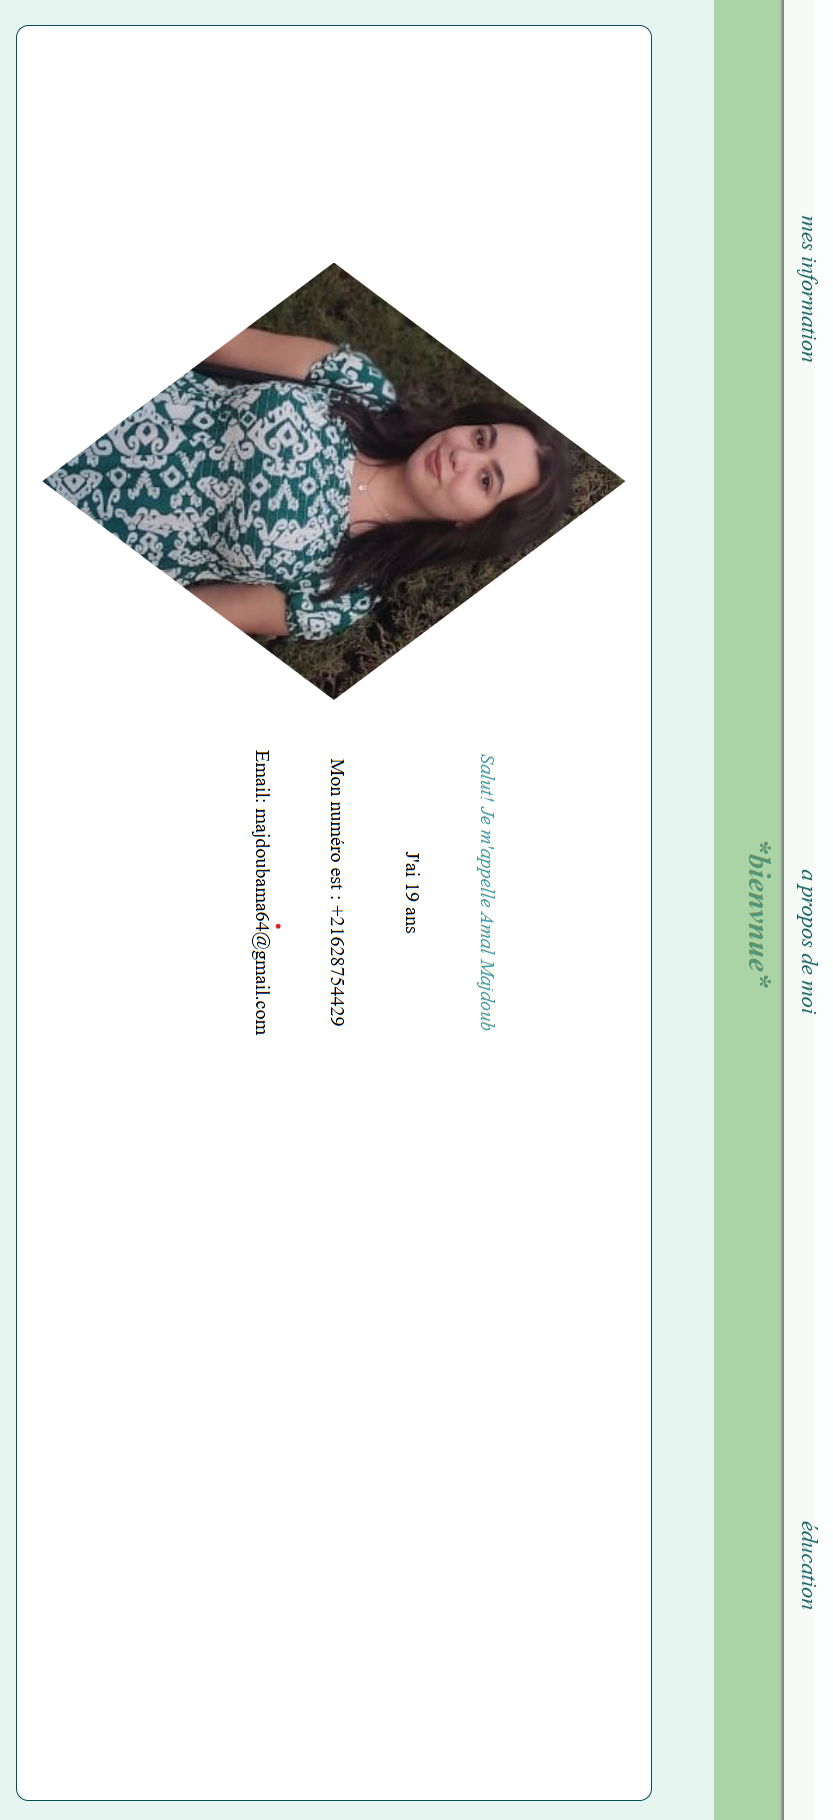 mes information
a propos de moi
éducation
*bienvnue*
Salut! Je m'appelle Amal Majdoub
J'ai 19 ans
Mon numéro est : +21628754429
Email: majdoubama64@gmail.com